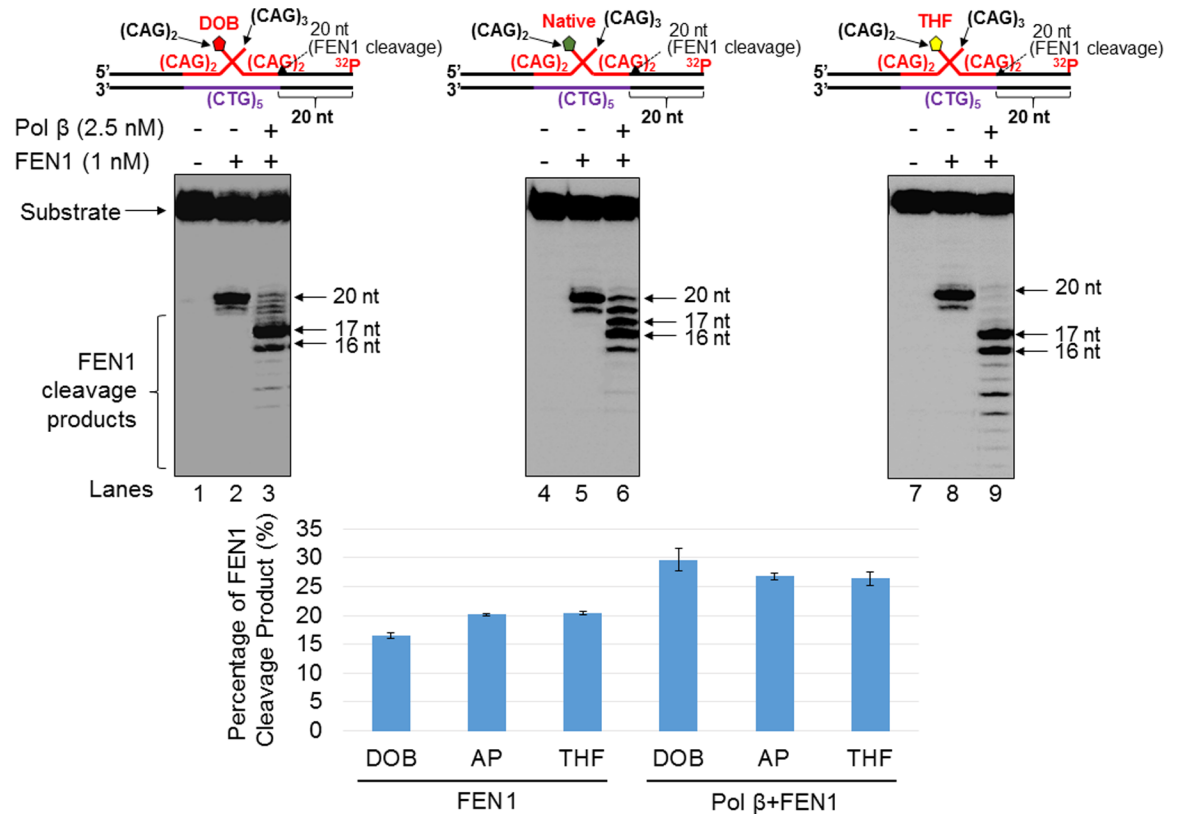 (CAG)2 DOB (CAG)3 20 nt (FEN1 cleavage)
(CAG)2 (CAG)2 32P
5'
3'
(CTG)5
20 nt
(CAG)2 Native (CAG)3 20 nt (FEN1 cleavage)
(CAG)2 (CAG)2 32P
5'
3'
(CTG)5
20 nt
(CAG)2 THF (CAG)3 20 nt (FEN1 cleavage)
(CAG)2 (CAG)2 32P
5'
3'
(CTG)5
20 nt
Pol β (2.5 nM) - - + - - + - - +
FEN1 (1 nM) - + + - + + - + +
Substrate
20 nt 20 nt 20 nt
17 nt 17 nt 17 nt
16 nt 16 nt 16 nt
FEN1
cleavage
products
Lanes 1 2 3 4 5 6 7 8 9
Percentage of FEN1
Cleavage Product (%)
35
30
25
20
15
10
5
0
DOB AP THF DOB AP THF
FEN1 Pol β+FEN1